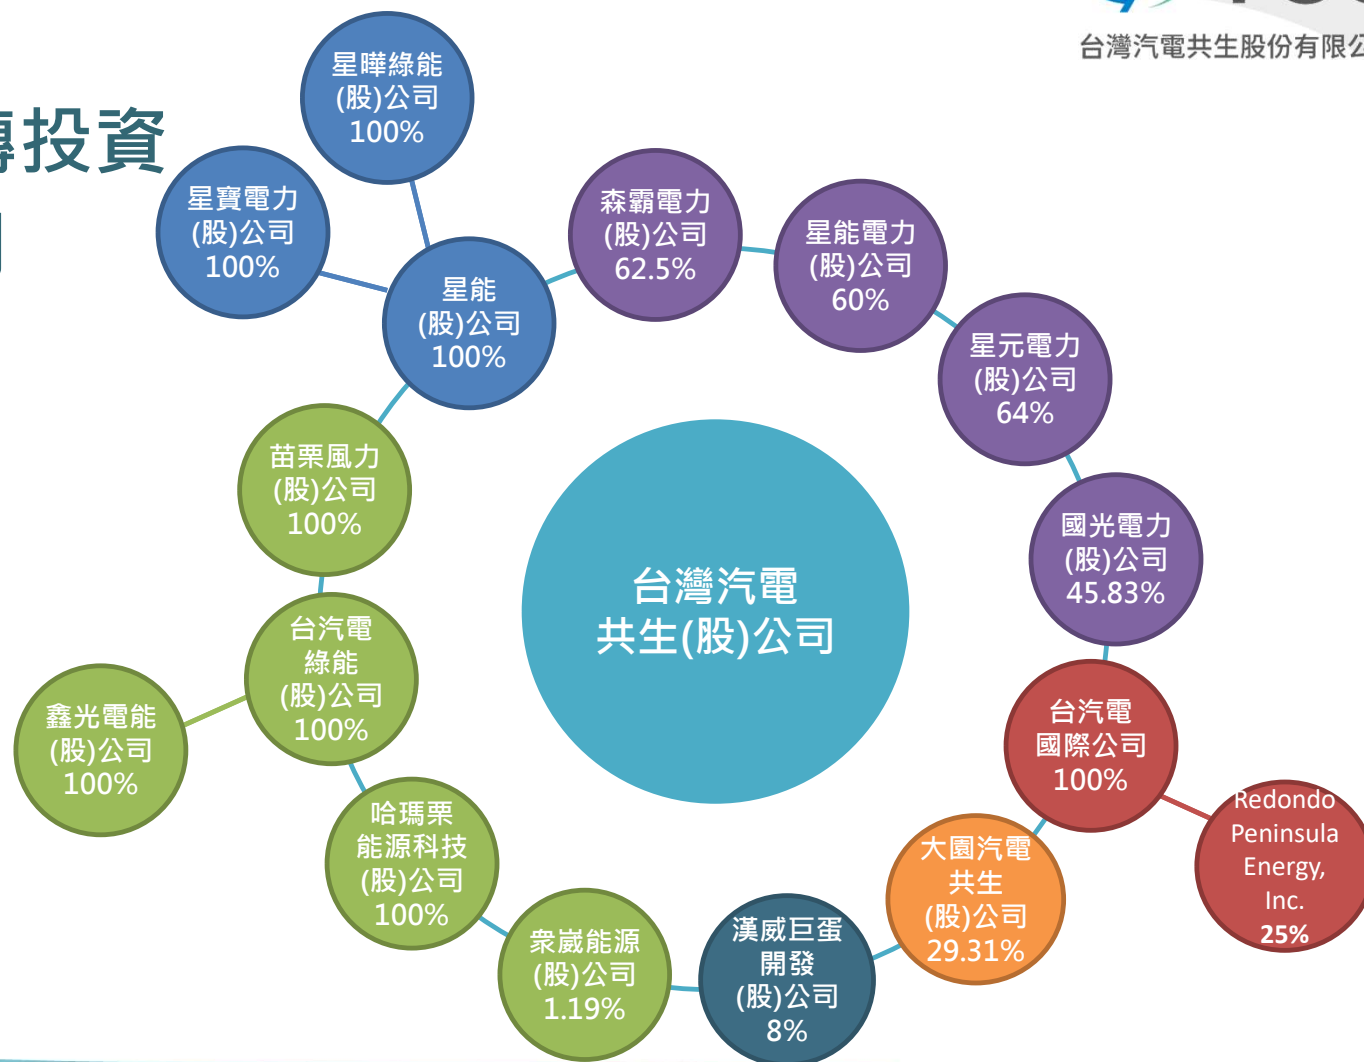 台灣汽電共生股份有限公
轉投資
星曄綠能
(股)公司
100%
星寶電力
(股)公司
100%
星能
(股)公司
100%
森霸電力
(股)公司
62.5%
星能電力
(股)公司
60%
星元電力
(股)公司
64%
國光電力
(股)公司
45.83%
台汽電
國際公司
100%
Redondo
Peninsula
Energy,
Inc.
25%
大園汽電
共生
(股)公司
29.31%
漢威巨蛋
開發
(股)公司
8%
衆崴能源
(股)公司
1.19%
哈瑪栗
能源科技
(股)公司
100%
台汽電
綠能
(股)公司
100%
鑫光電能
(股)公司
100%
苗栗風力
(股)公司
100%
台灣汽電
共生(股)公司